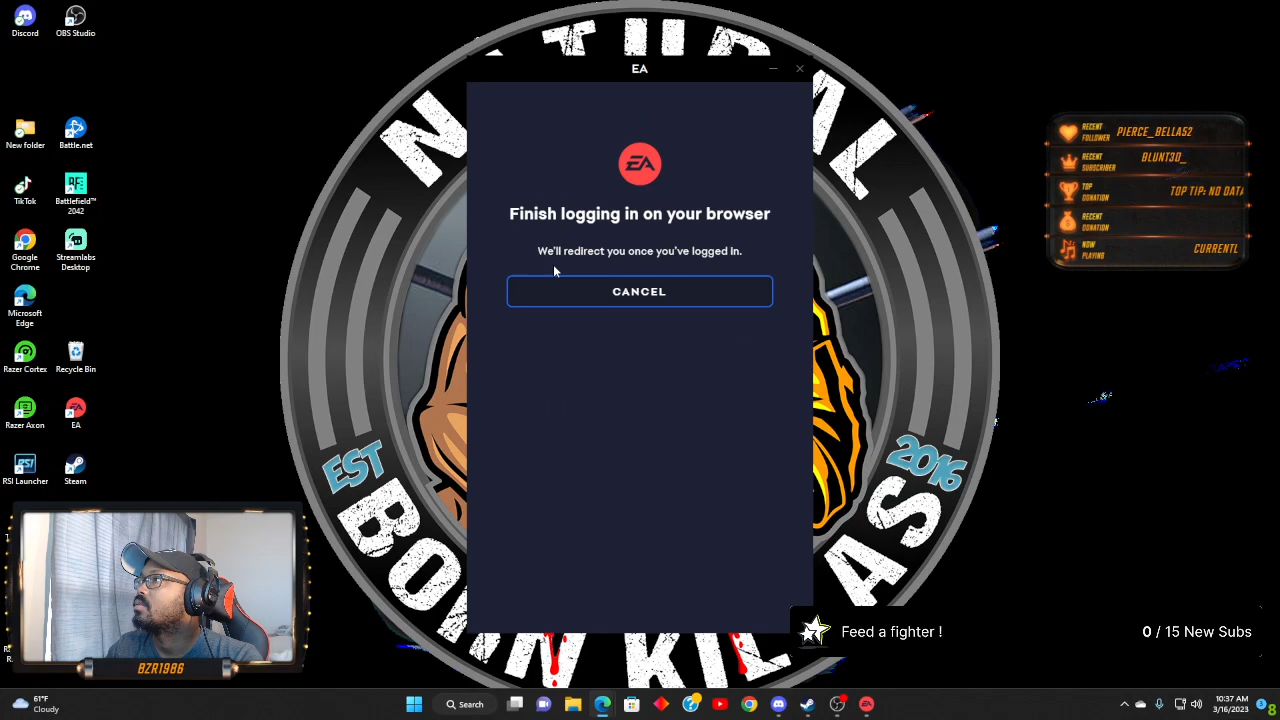 Discord
OBS Studio
New folder
Battle.net
TikTok
Battlefield™
2042
Google
Chrome
Streamlabs
Desktop
Microsoft
Edge
Razer Cortex
Recycle Bin
Razer Axon
EA
RSI Launcher
Steam
EA
EA
Finish logging in on your browser
We'll redirect you once you've logged in.
CANCEL
EST
2016
RECENT
FOLLOWER
PIERCE_BELLA52
RECENT
SUBSCRIBER
BLUNT3D_
TOP
DONATION
TOP TIP: NO DATA
RECENT
DONATION
NOW
PLAYING
CURRENTL
BZR1986
Feed a fighter !
0 / 15 New Subs
61°F
Cloudy
Search
10:37 AM
3/16/2023